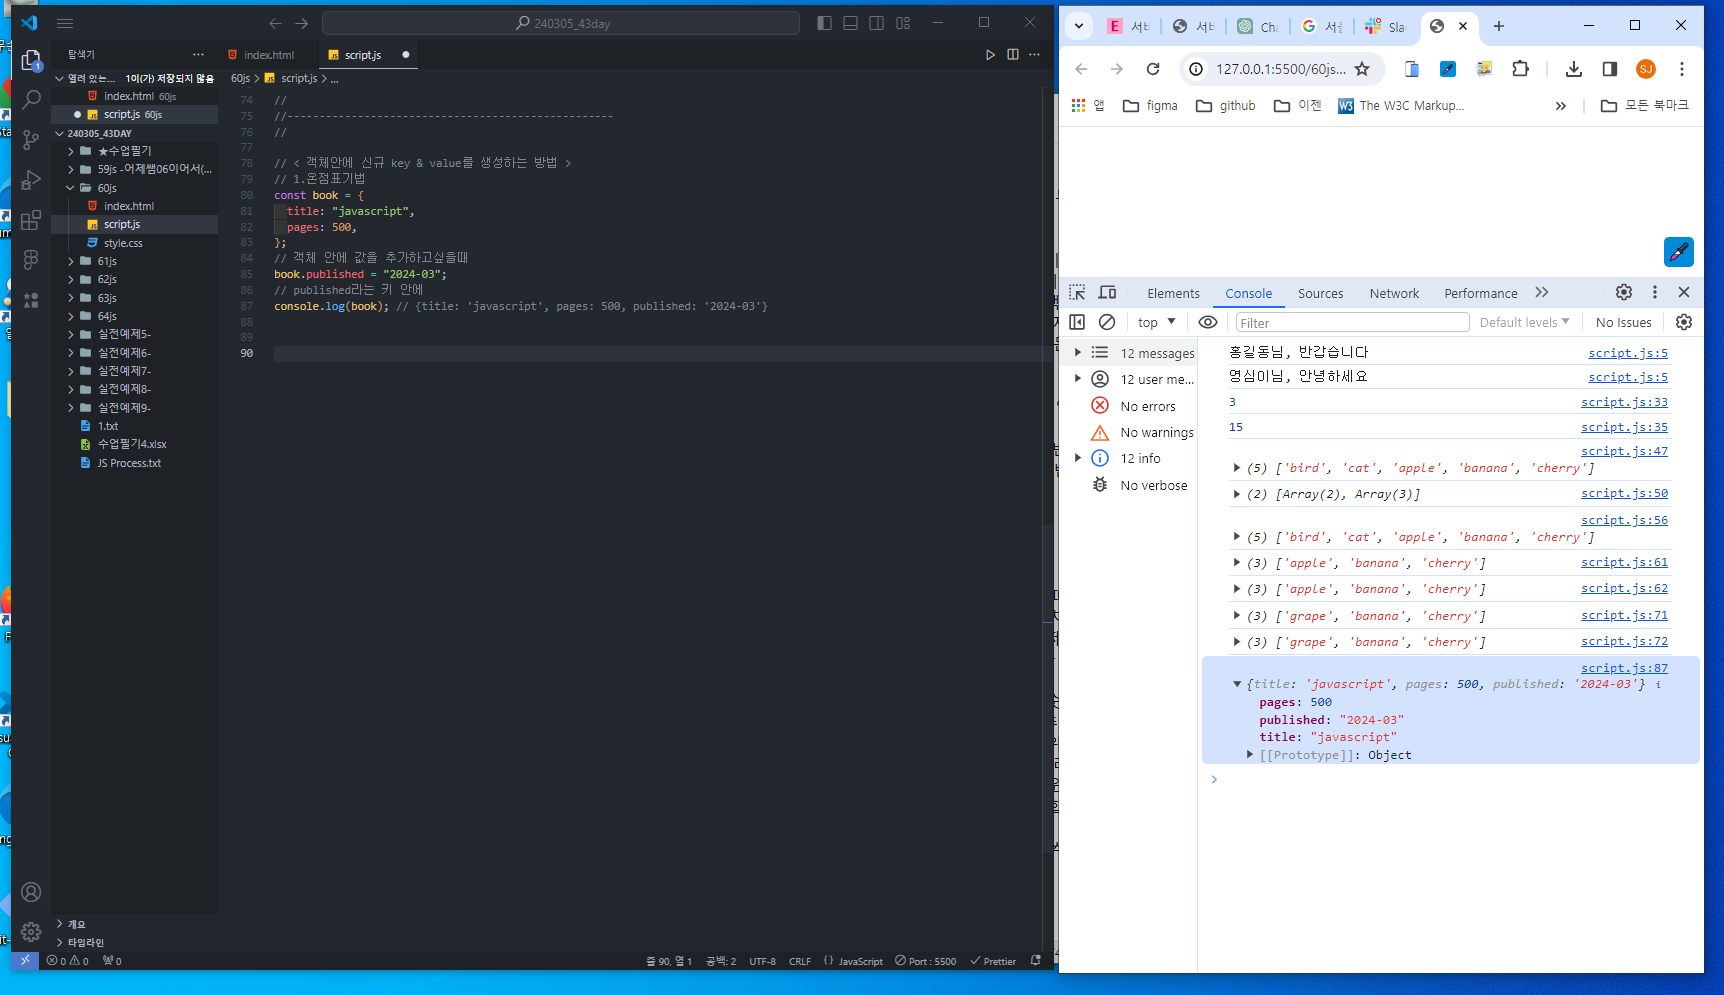 240305_43day
탐색기
index.html
script.js
열려 있는... 1이(가) 저장되지 않음
index.html 60js
script.js 60js
240305_43DAY
★수업필기
59js -어제쌤06이어서(...
60js
index.html
script.js
style.css
61js
62js
63js
64js
실전예제5-
실전예제6-
실전예제7-
실전예제8-
실전예제9-
1.txt
수업필기4.xlsx
JS Process.txt
개요
타임라인
60js > script.js > ...
74 //
75 //---------------------------------------------------
76 //
77
78 // < 객체안에 신규 key & value를 생성하는 방법 >
79 // 1.온점표기법
80 const book = {
81 title: "javascript",
82 pages: 500,
83 };
84 // 객체 안에 값을 추가하고싶을때
85 book.published = "2024-03";
86 // published라는 키 안에
87 console.log(book); // {title: 'javascript', pages: 500, published: '2024-03'}
88
89
90
0 0 0 줄 90, 열 1 공백: 2 UTF-8 CRLF {} JavaScript Port : 5500 Prettier
127.0.0.1:5500/60js...
SJ
앱 figma github 이젠 W3 The W3C Markup... » 모든 북마크
Elements Console Sources Network Performance
top Filter Default levels No Issues
12 messages
12 user me...
No errors
No warnings
12 info
No verbose
홍길동님, 반갑습니다 script.js:5
영심이님, 안녕하세요 script.js:5
3 script.js:33
15 script.js:35
script.js:47
(5) ['bird', 'cat', 'apple', 'banana', 'cherry']
(2) [Array(2), Array(3)] script.js:50
script.js:56
(5) ['bird', 'cat', 'apple', 'banana', 'cherry']
(3) ['apple', 'banana', 'cherry'] script.js:61
(3) ['apple', 'banana', 'cherry'] script.js:62
(3) ['grape', 'banana', 'cherry'] script.js:71
(3) ['grape', 'banana', 'cherry'] script.js:72
script.js:87
{title: 'javascript', pages: 500, published: '2024-03'} i
pages: 500
published: "2024-03"
title: "javascript"
[[Prototype]]: Object